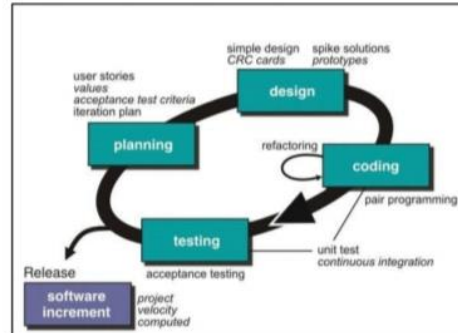 simple design
CRC cards
spike solutions
prototypes
user stories
values
acceptance test criteria
iteration plan
design
planning
refactoring
coding
pair programming
testing
unit test
continuous integration
acceptance testing
Release
software
increment
project
velocity
computed